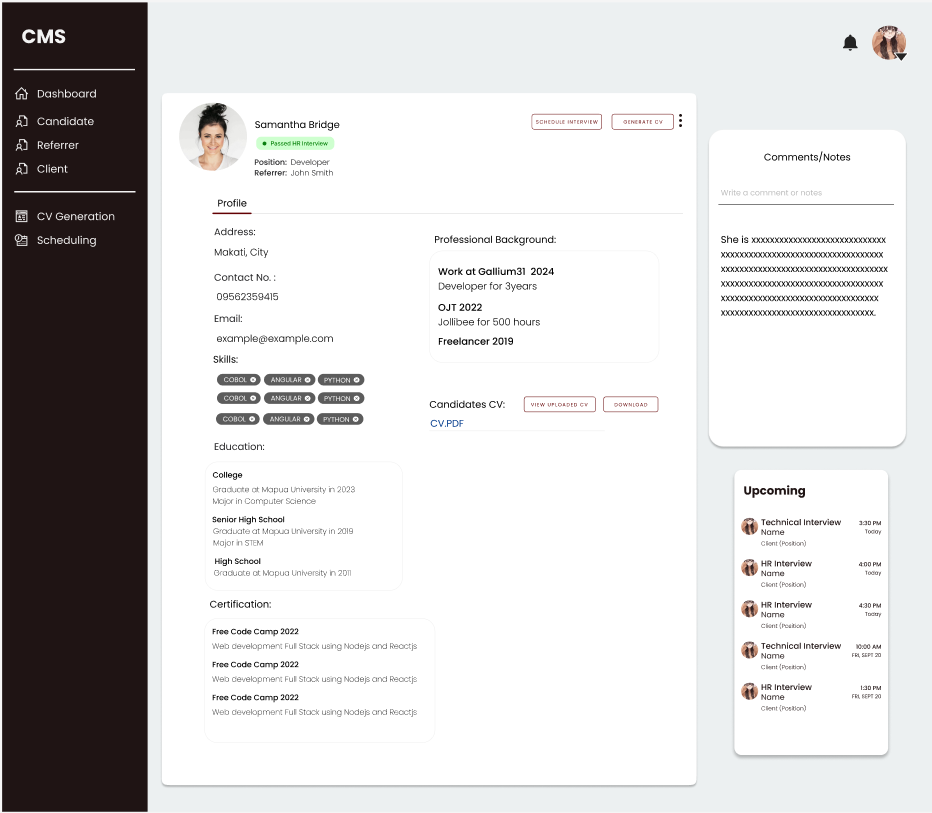 CMS
Dashboard
Candidate
Referrer
Client
CV Generation
Scheduling
Samantha Bridge
Passed HR Interview
Position: Developer
Referrer: John Smith
SCHEDULE INTERVIEW
GENERATE CV
Profile
Address:
Makati, City
Contact No. :
09562359415
Email:
example@example.com
Skills:
COBOL ANGULAR PYTHON
COBOL ANGULAR PYTHON
COBOL ANGULAR PYTHON
Education:
College
Graduate at Mapua University in 2023
Major in Computer Science
Senior High School
Graduate at Mapua University in 2019
Major in STEM
High School
Graduate at Mapua University in 2011
Certification:
Free Code Camp 2022
Web development Full Stack using Nodejs and Reactjs
Free Code Camp 2022
Web development Full Stack using Nodejs and Reactjs
Free Code Camp 2022
Web development Full Stack using Nodejs and Reactjs
Professional Background:
Work at Gallium31 2024
Developer for 3years
OJT 2022
Jollibee for 500 hours
Freelancer 2019
Candidates CV:
VIEW UPLOADED CV
DOWNLOAD
CV.PDF
Comments/Notes
Write a comment or notes
She is xxxxxxxxxxxxxxxxxxxxxxxxxxxxx
xxxxxxxxxxxxxxxxxxxxxxxxxxxxxxxxxxx
xxxxxxxxxxxxxxxxxxxxxxxxxxxxxxxxxxxx
xxxxxxxxxxxxxxxxxxxxxxxxxxxxxxxxxxx
xxxxxxxxxxxxxxxxxxxxxxxxxxxxxxxxxx
xxxxxxxxxxxxxxxxxxxxxxxxxxxxxxxxx.
Upcoming
Technical Interview 3:30 PM
Name Today
Client (Position)
HR Interview 4:00 PM
Name Today
Client (Position)
HR Interview 4:30 PM
Name Today
Client (Position)
Technical Interview 10:00 AM
Name FRI, SEPT 20
Client (Position)
HR Interview 1:30 PM
Name FRI, SEPT 20
Client (Position)